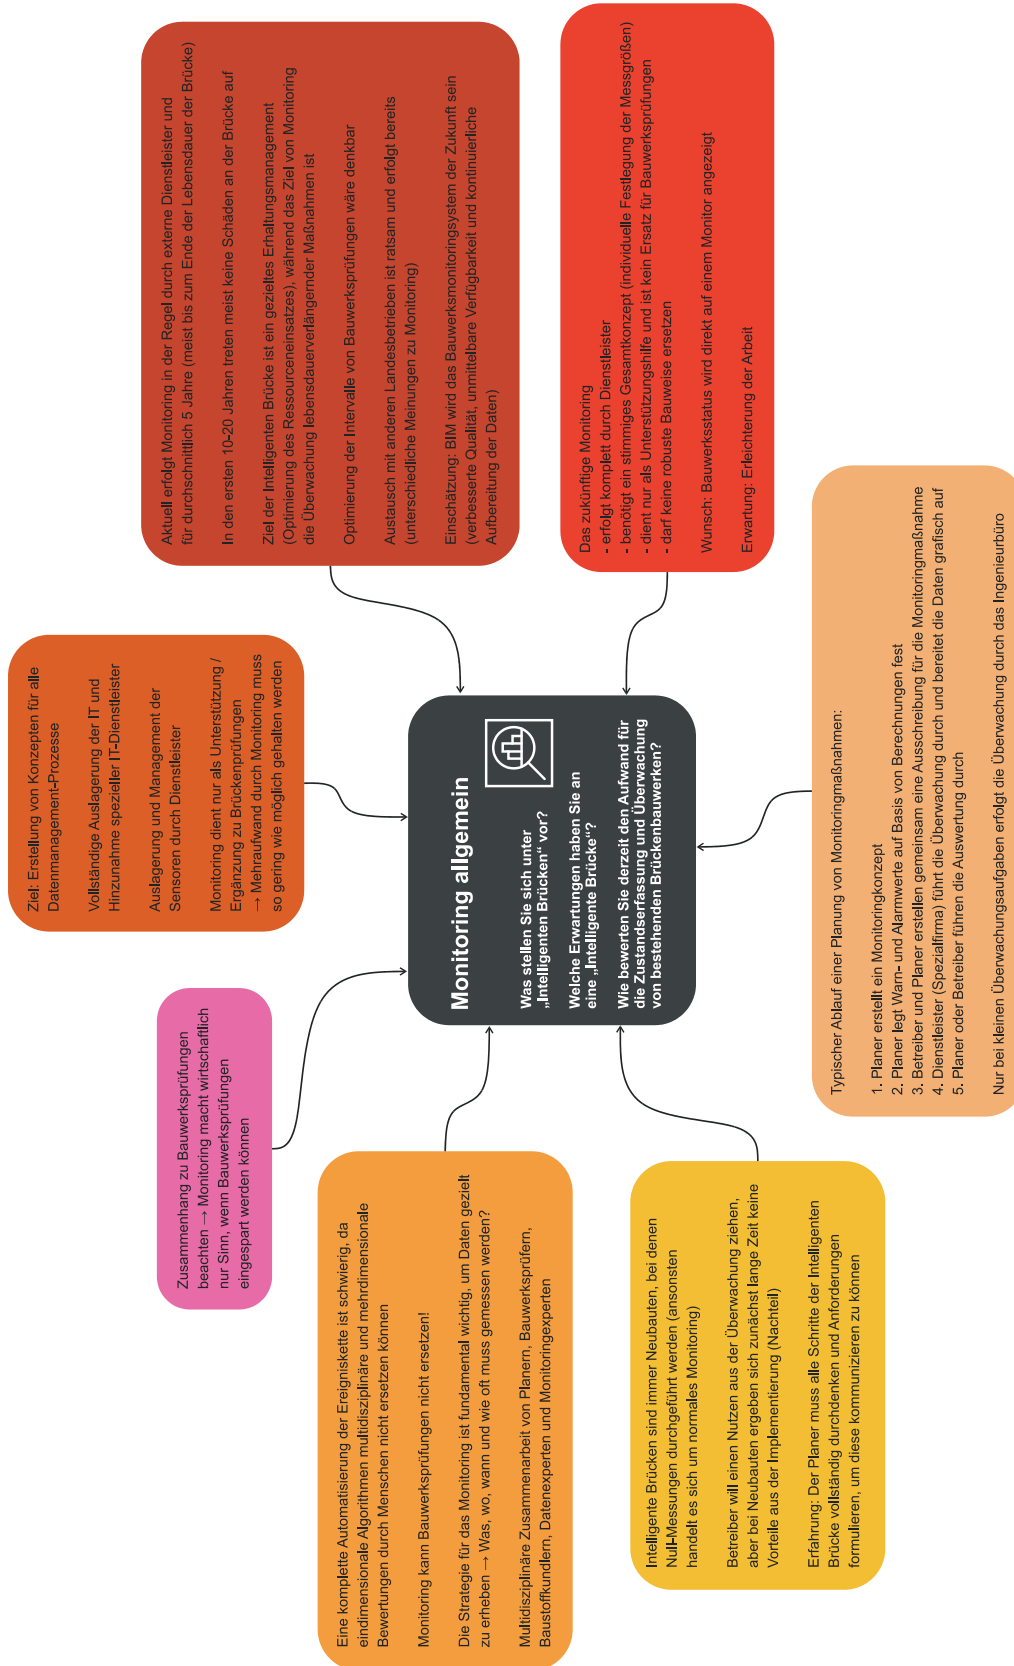 Monitoring allgemein
Was stellen Sie sich unter
„Intelligenten Brücken“ vor?
Welche Erwartungen haben Sie an
eine „Intelligente Brücke“?
Wie bewerten Sie derzeit den Aufwand für
die Zustandserfassung und Überwachung
von bestehenden Brückenbauwerken?
Zusammenhang zu Bauwerksprüfungen
beachten → Monitoring macht wirtschaftlich
nur Sinn, wenn Bauwerksprüfungen
eingespart werden können
Ziel: Erstellung von Konzepten für alle
Datenmanagement-Prozesse
Vollständige Auslagerung der IT und
Hinzunahme spezieller IT-Dienstleister
Auslagerung und Management der
Sensoren durch Dienstleister
Monitoring dient nur als Unterstützung /
Ergänzung zu Brückenprüfungen
→ Mehraufwand durch Monitoring muss
so gering wie möglich gehalten werden
Aktuell erfolgt Monitoring in der Regel durch externe Dienstleister und
für durchschnittlich 5 Jahre (meist bis zum Ende der Lebensdauer der Brücke)
In den ersten 10-20 Jahren treten meist keine Schäden an der Brücke auf
Ziel der Intelligenten Brücke ist ein gezieltes Erhaltungsmanagement
(Optimierung des Ressourceneinsatzes), während das Ziel von Monitoring
die Überwachung lebensdauerverlängernder Maßnahmen ist
Optimierung der Intervalle von Bauwerksprüfungen wäre denkbar
Austausch mit anderen Landesbetrieben ist ratsam und erfolgt bereits
(unterschiedliche Meinungen zu Monitoring)
Einschätzung: BIM wird das Bauwerksmonitoringsystem der Zukunft sein
(verbesserte Qualität, unmittelbare Verfügbarkeit und kontinuierliche
Aufbereitung der Daten)
Eine komplette Automatisierung der Ereigniskette ist schwierig, da
eindimensionale Algorithmen multidisziplinäre und mehrdimensionale
Bewertungen durch Menschen nicht ersetzen können
Monitoring kann Bauwerksprüfungen nicht ersetzen!
Die Strategie für das Monitoring ist fundamental wichtig, um Daten gezielt
zu erheben → Was, wo, wann und wie oft muss gemessen werden?
Multidisziplinäre Zusammenarbeit von Planern, Bauwerksprüfern,
Baustoffkundlern, Datenexperten und Monitoringexperten
Das zukünftige Monitoring
- erfolgt komplett durch Dienstleister
- benötigt ein stimmiges Gesamtkonzept (individuelle Festlegung der Messgrößen)
- dient nur als Unterstützungshilfe und ist kein Ersatz für Bauwerksprüfungen
- darf keine robuste Bauweise ersetzen
Wunsch: Bauwerksstatus wird direkt auf einem Monitor angezeigt
Erwartung: Erleichterung der Arbeit
Intelligente Brücken sind immer Neubauten, bei denen
Null-Messungen durchgeführt werden (ansonsten
handelt es sich um normales Monitoring)
Betreiber will einen Nutzen aus der Überwachung ziehen,
aber bei Neubauten ergeben sich zunächst lange Zeit keine
Vorteile aus der Implementierung (Nachteil)
Erfahrung: Der Planer muss alle Schritte der Intelligenten
Brücke vollständig durchdenken und Anforderungen
formulieren, um diese kommunizieren zu können
Typischer Ablauf einer Planung von Monitoringmaßnahmen:
1. Planer erstellt ein Monitoringkonzept
2. Planer legt Warn- und Alarmwerte auf Basis von Berechnungen fest
3. Betreiber und Planer erstellen gemeinsam eine Ausschreibung für die Monitoringmaßnahme
4. Dienstleister (Spezialfirma) führt die Überwachung durch und bereitet die Daten grafisch auf
5. Planer oder Betreiber führen die Auswertung durch
Nur bei kleinen Überwachungsaufgaben erfolgt die Überwachung durch das Ingenieurbüro